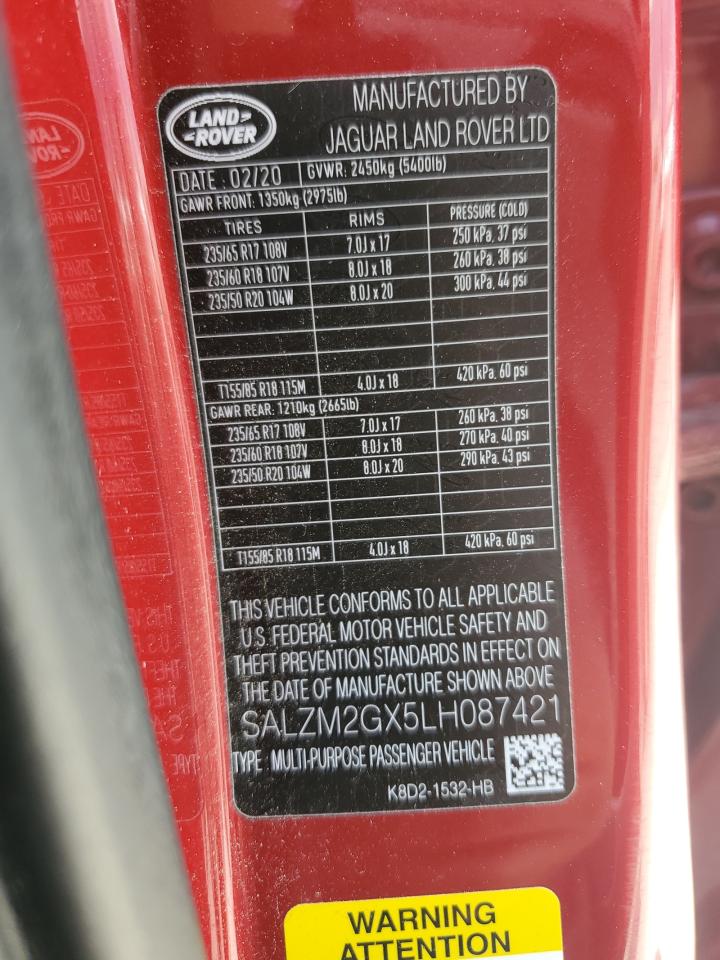 LAND-
-ROVER
MANUFACTURED BY
JAGUAR LAND ROVER LTD
DATE : 02/20 GVWR: 2450kg (5400lb)
GAWR FRONT: 1350kg (2975lb)
TIRES RIMS PRESSURE (COLD)
235/65 R17 108V 7.0J x 17 250 kPa, 37 psi
235/60 R18 107V 8.0J x 18 260 kPa, 38 psi
235/50 R20 104W 8.0J x 20 300 kPa, 44 psi
T155/85 R18 115M 4.0J x 18 420 kPa, 60 psi
GAWR REAR: 1210kg (2665lb)
235/65 R17 108V 7.0J x 17 260 kPa, 38 psi
235/60 R18 107V 8.0J x 18 270 kPa, 40 psi
235/50 R20 104W 8.0J x 20 290 kPa, 43 psi
T155/85 R18 115M 4.0J x 18 420 kPa, 60 psi
THIS VEHICLE CONFORMS TO ALL APPLICABLE
U.S. FEDERAL MOTOR VEHICLE SAFETY AND
THEFT PREVENTION STANDARDS IN EFFECT ON
THE DATE OF MANUFACTURE SHOWN ABOVE
SALZM2GX5LH087421
TYPE : MULTI-PURPOSE PASSENGER VEHICLE
K8D2-1532-HB
WARNING
ATTENTION